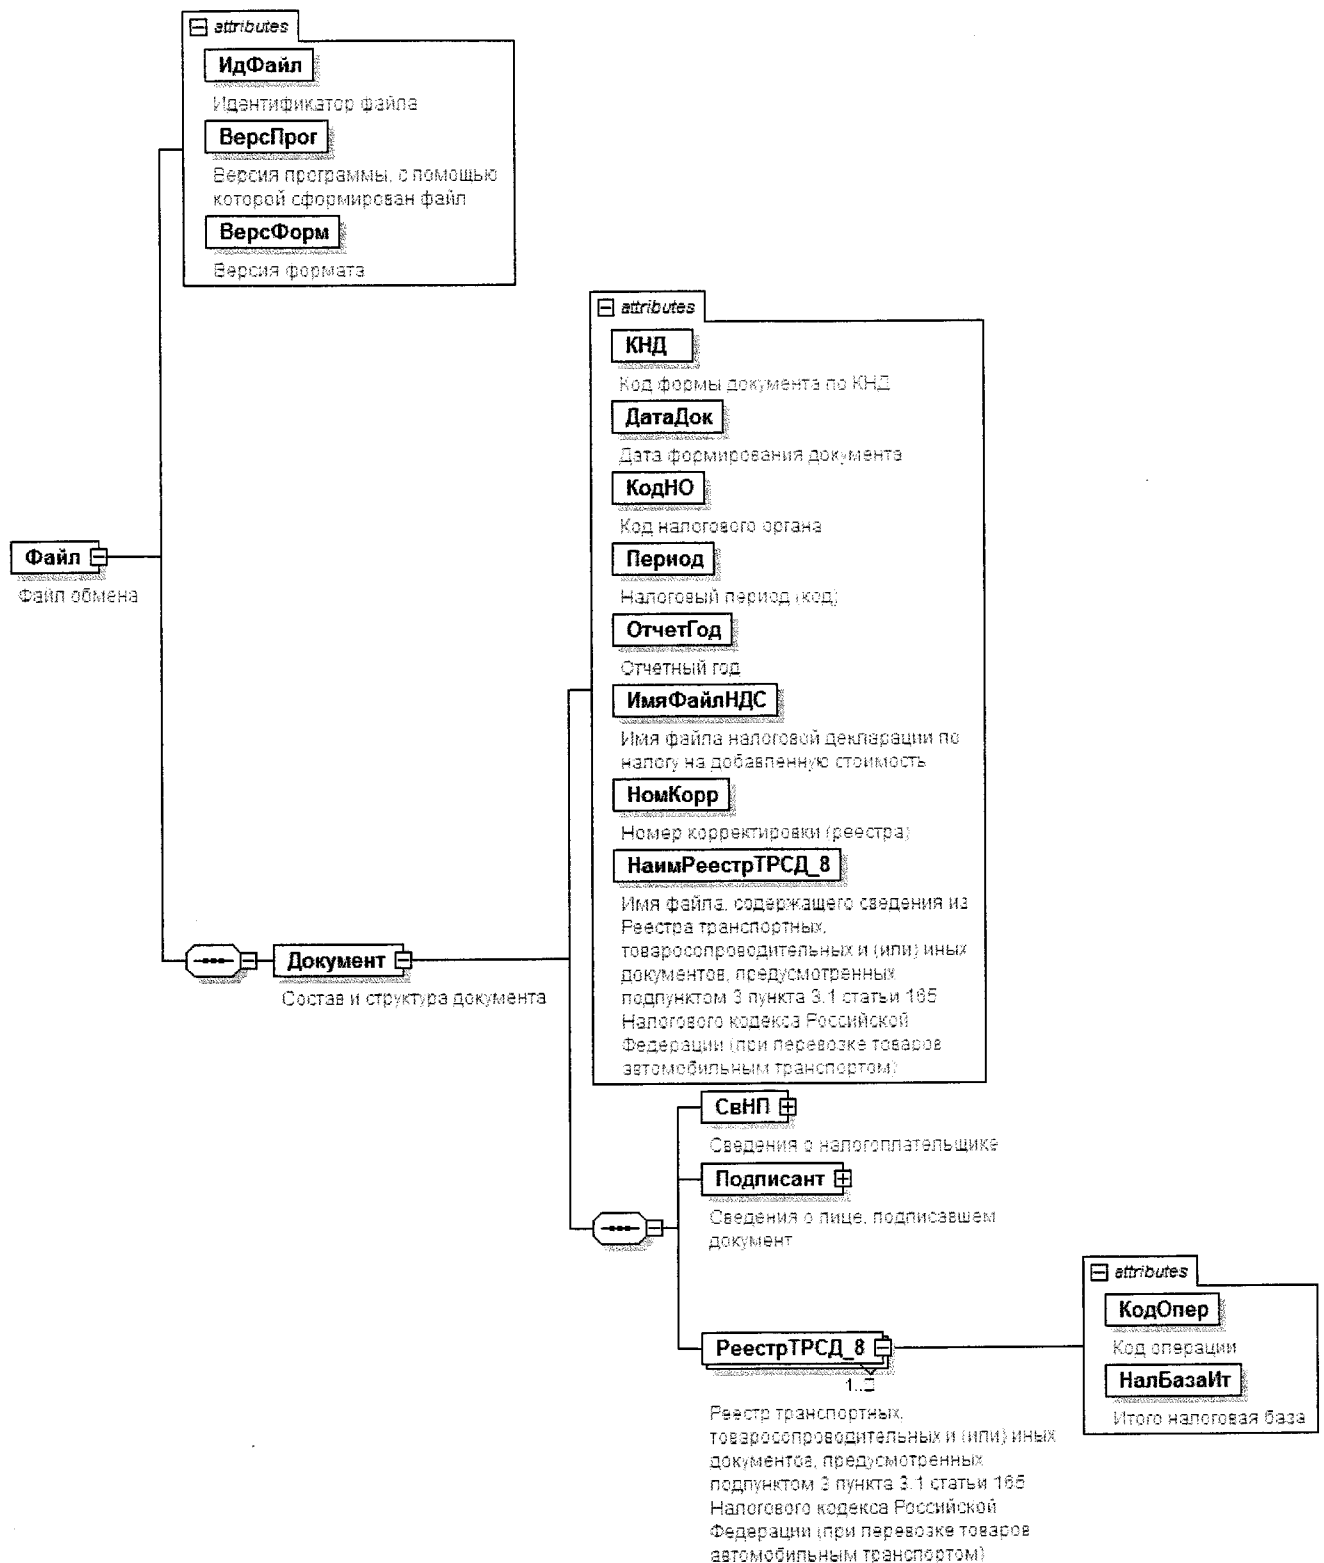 attributes
ИдФайл
Идентификатор файла
ВерсПрог
Версия программы, с помощью
которой сформирован файл
ВерсФорм
Версия формата
attributes
КНД
Код формы документа по КНД
ДатаДок
Дата формирования документа
КодНО
Код налогового органа
Период
Налоговый период (код)
ОтчетГод
Отчетный год
ИмяФайлНДС
Имя файла налоговой декларации по
налогу на добавленную стоимость
НомКорр
Номер корректировки (реестра)
НаимРеестрТРСД_8
Имя файла, содержащего сведения из
Реестра транспортных,
товаросопроводительных и (или) иных
документов, предусмотренных
подпунктом 3 пункта 3.1 статьи 165
Налогового кодекса Российской
Федерации (при перевозке товаров
автомобильным транспортом)
Файл
Файл обмена
Документ
Состав и структура документа
СвНП
Сведения о налогоплательщике
Подписант
Сведения о лице, подписавшем
документ
РеестрТРСД_8
1..
Реестр транспортных,
товаросопроводительных и (или) иных
документов, предусмотренных
подпунктом 3 пункта 3.1 статьи 165
Налогового кодекса Российской
Федерации (при перевозке товаров
автомобильным транспортом)
attributes
КодОпер
Код операции
НалБазаИт
Итого налоговая база